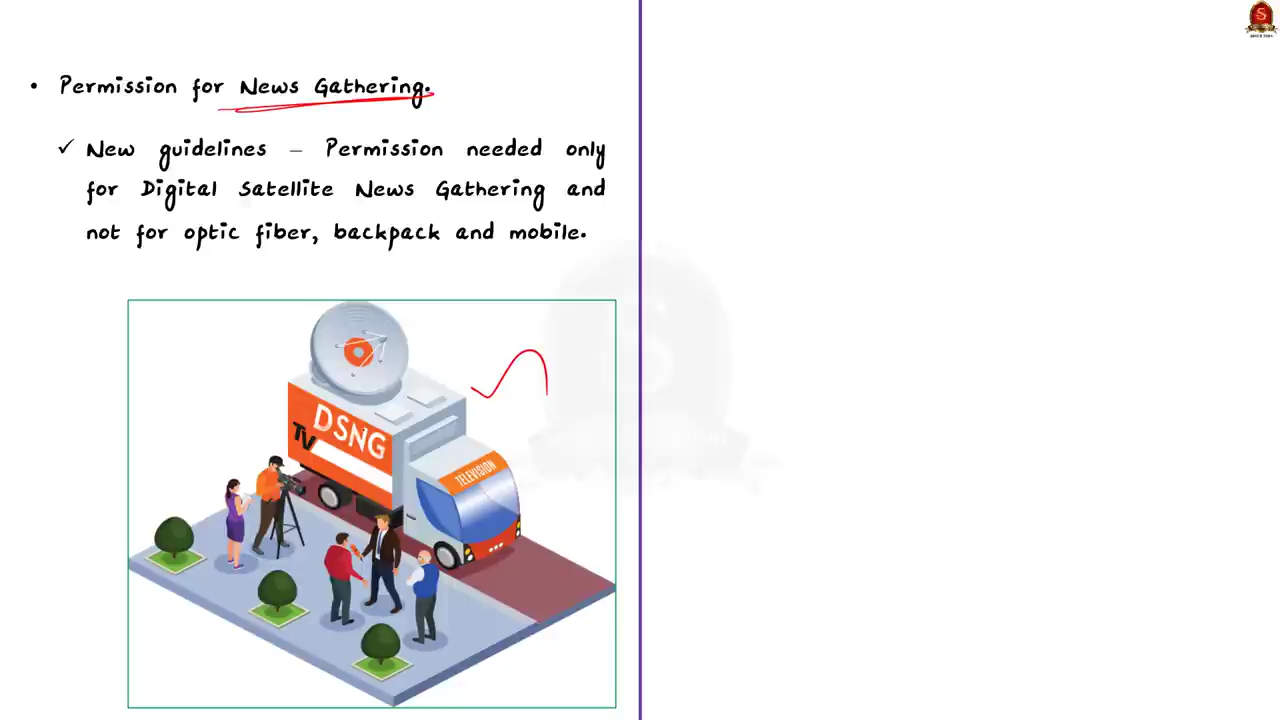 • Permission for News Gathering.
✓ New guidelines – Permission needed only
for Digital Satellite News Gathering and
not for optic fiber, backpack and mobile.
DSNG
TV
TELEVISION
S